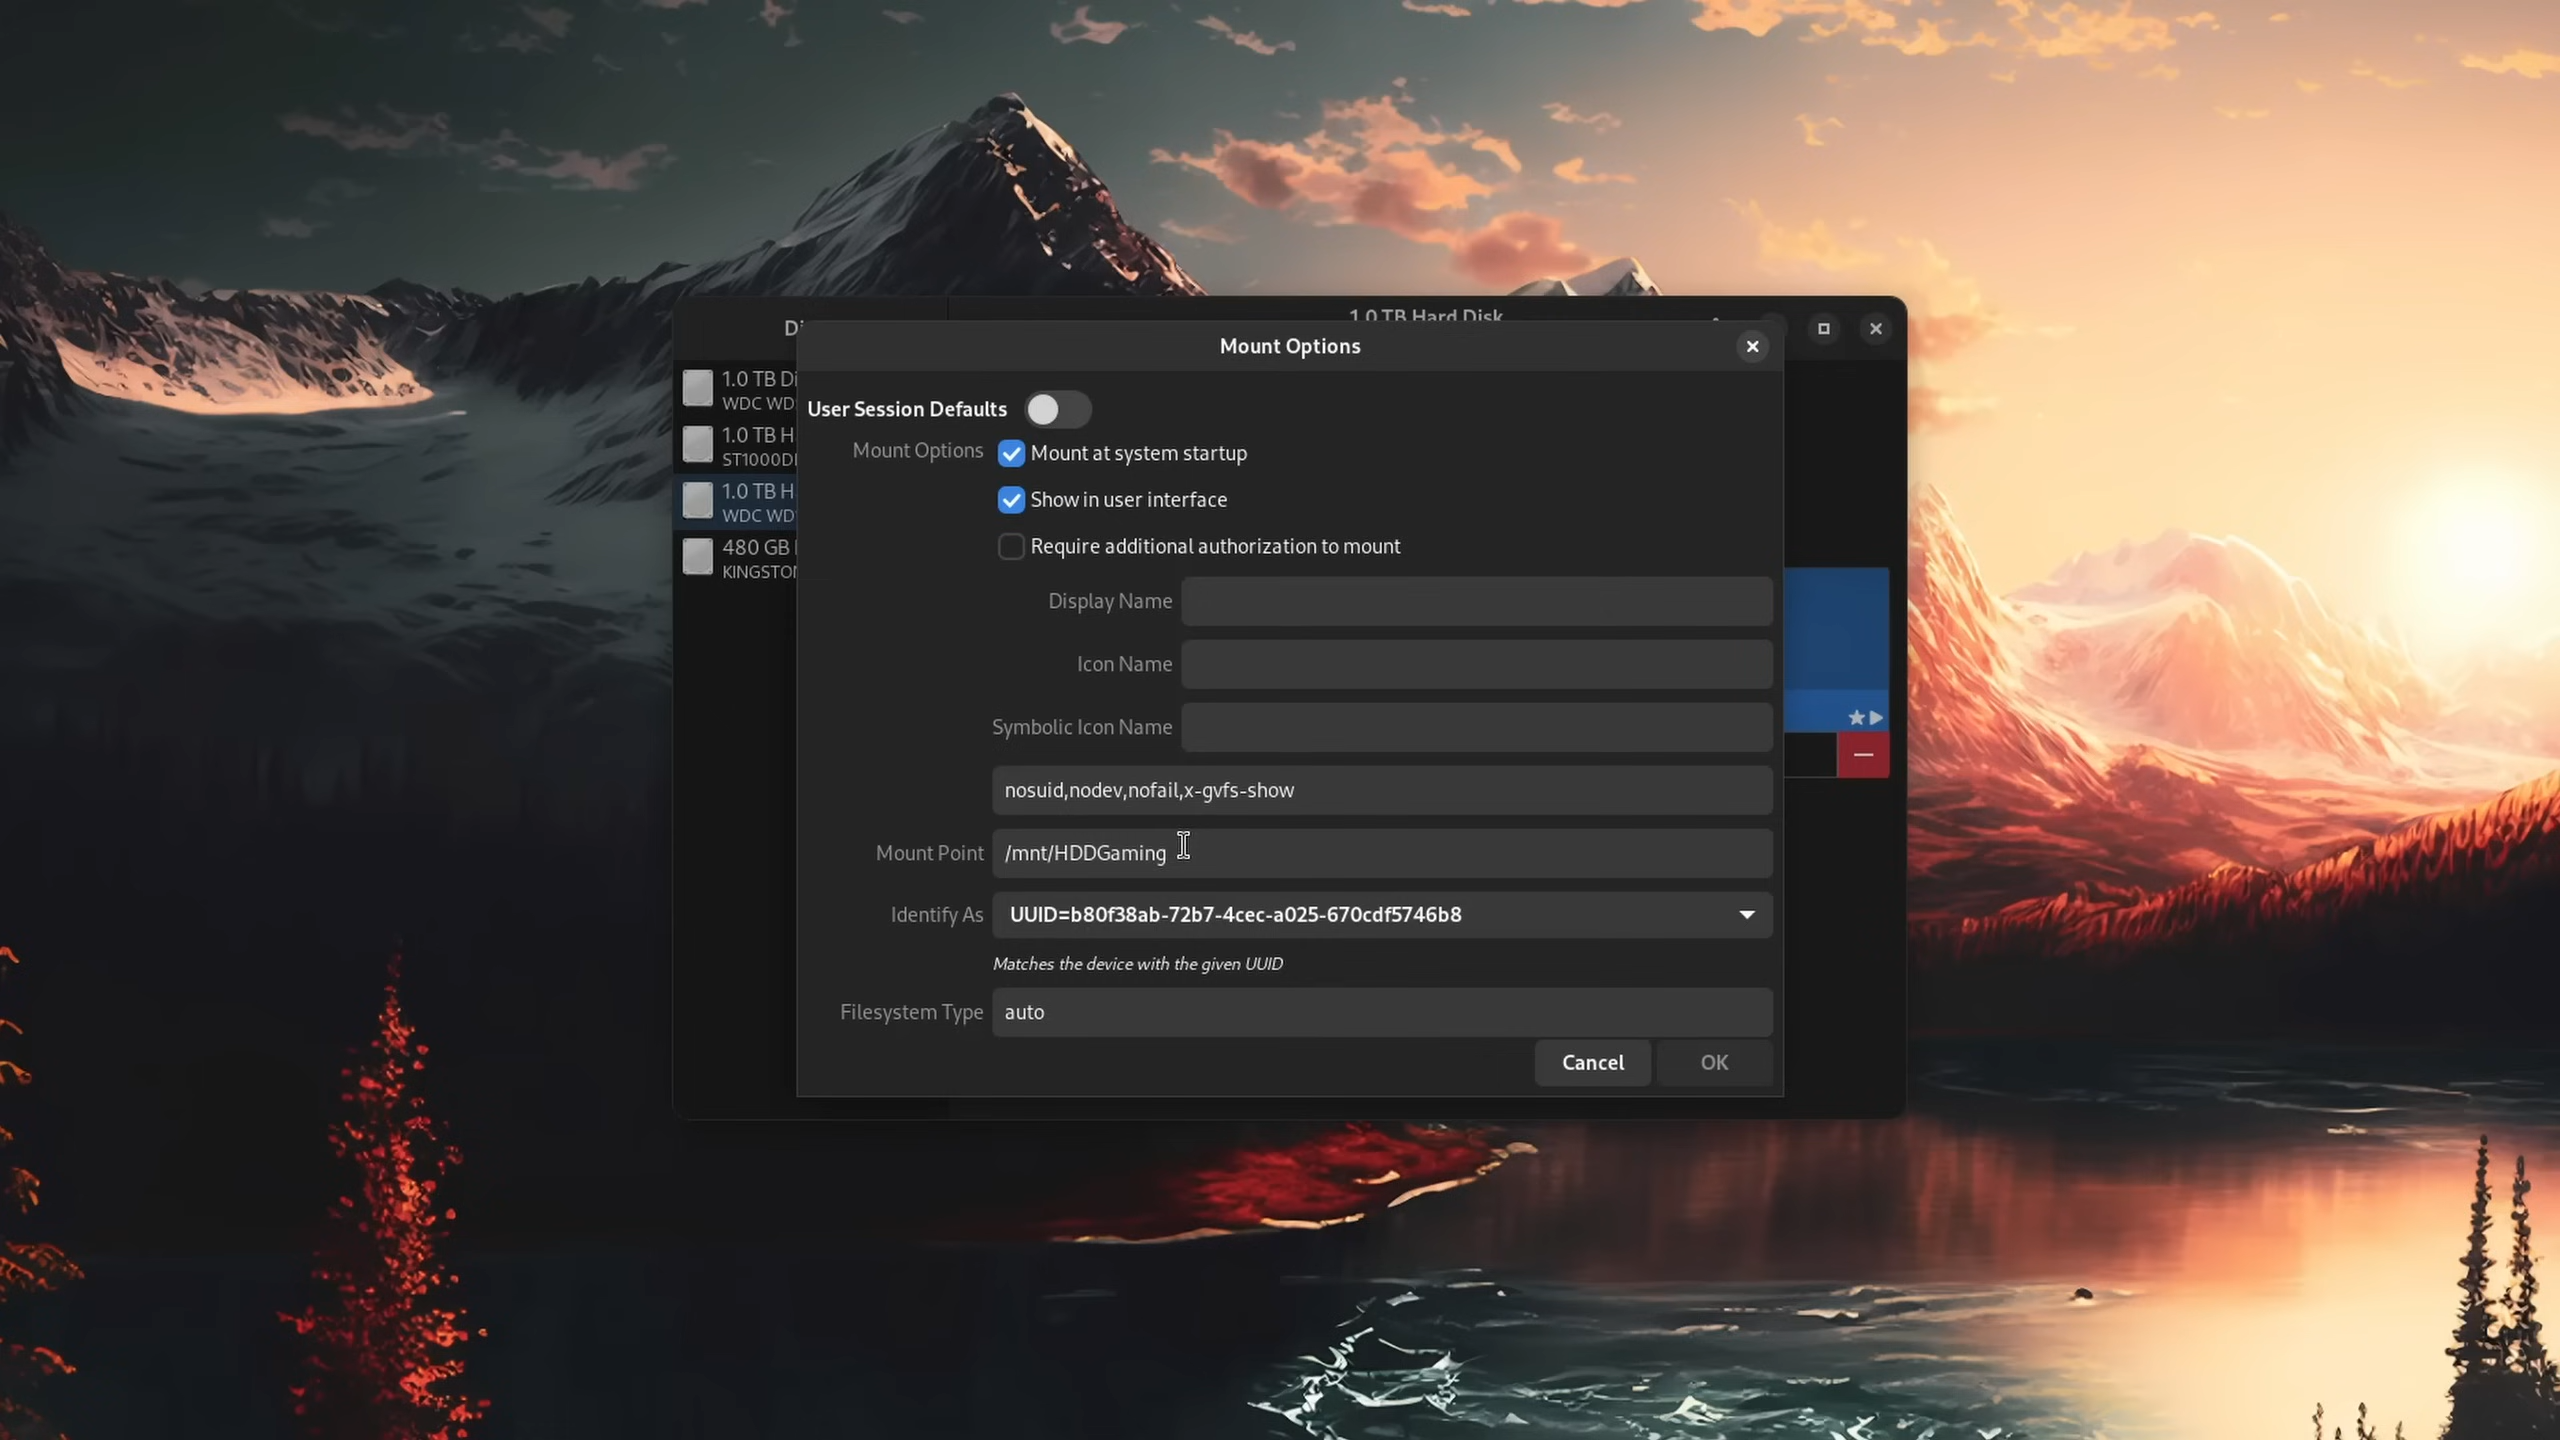 1.0 TB Hard Disk
Mount Options
1.0 TB
WDC WD
1.0 TB H
ST1000D
1.0 TB H
WDC WD
480 GB
KINGSTON
User Session Defaults
Mount Options
Mount at system startup
Show in user interface
Require additional authorization to mount
Display Name
Icon Name
Symbolic Icon Name
nosuid,nodev,nofail,x-gvfs-show
Mount Point
/mnt/HDDGaming
Identify As
UUID=b80f38ab-72b7-4cec-a025-670cdf5746b8
Matches the device with the given UUID
Filesystem Type
auto
Cancel
OK